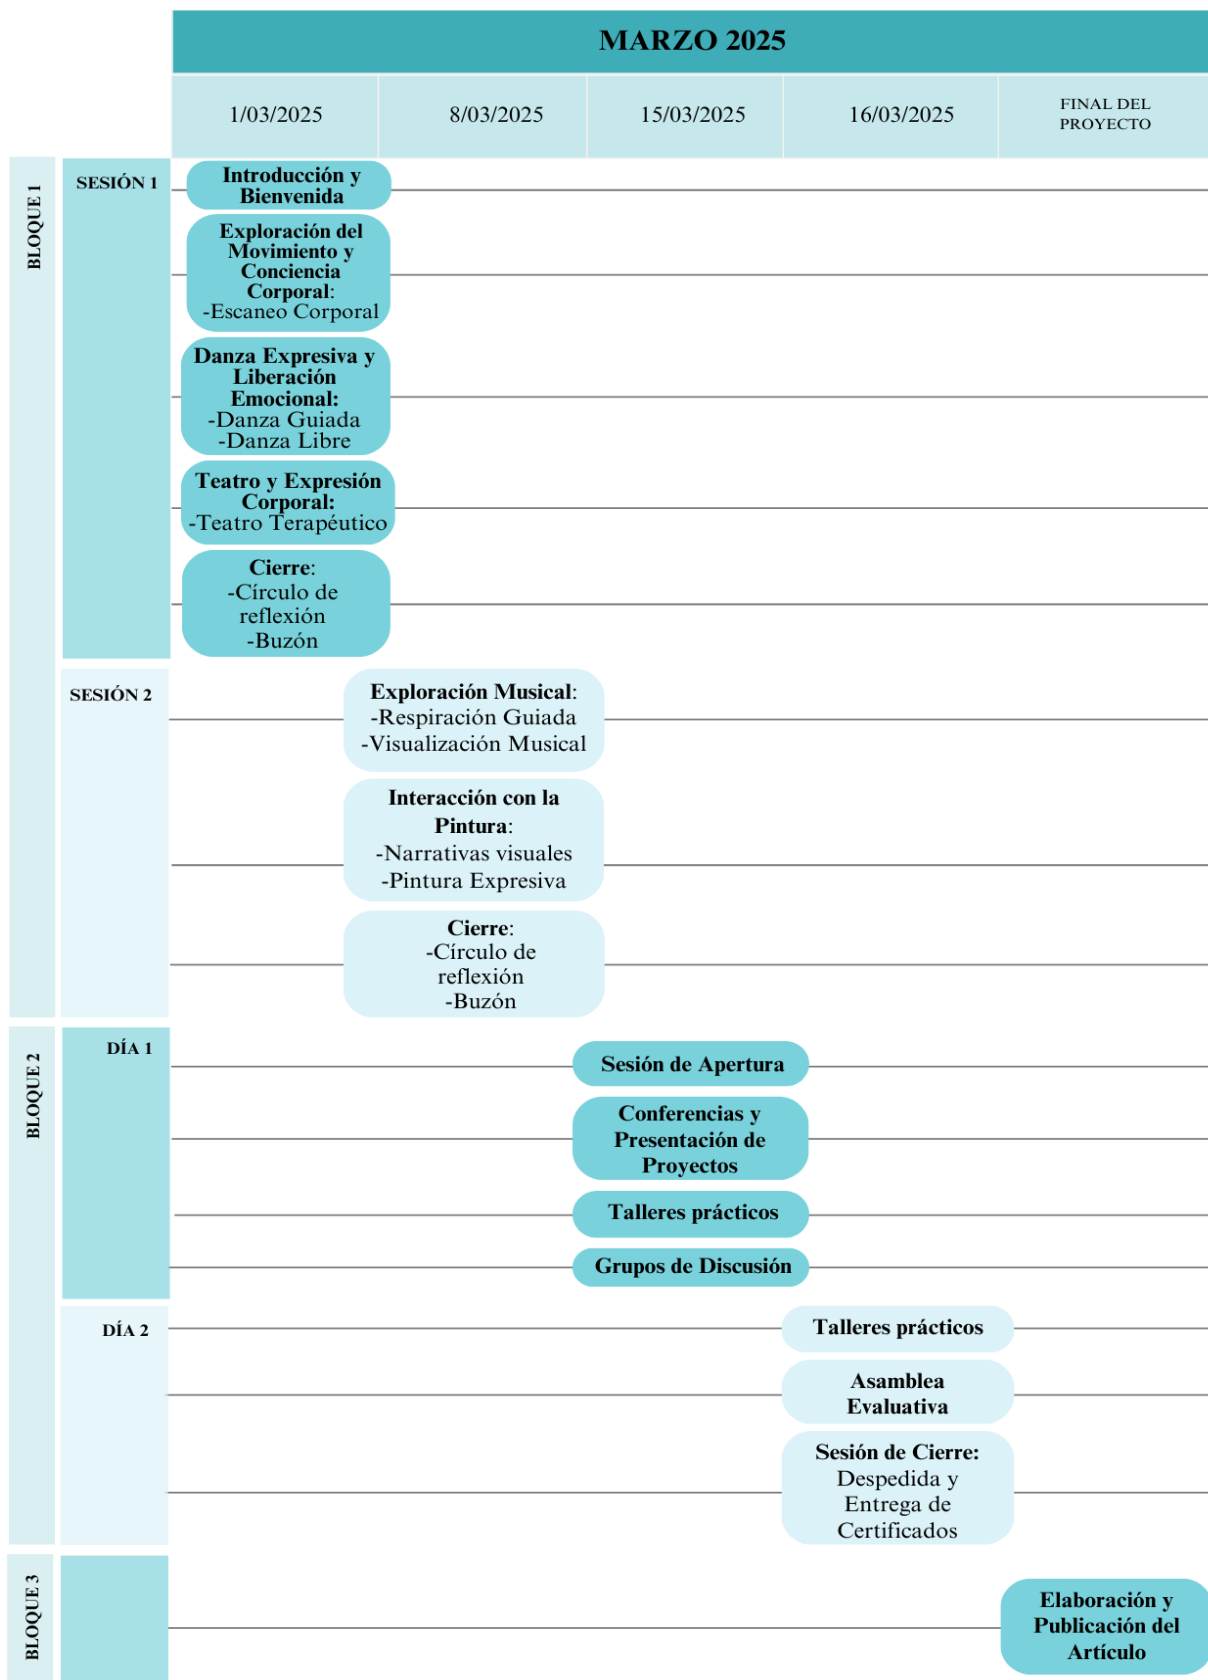 MARZO 2025
1/03/2025
8/03/2025
15/03/2025
16/03/2025
FINAL DEL
PROYECTO
BLOQUE 1
SESIÓN 1
Introducción y
Bienvenida
Exploración del
Movimiento y
Conciencia
Corporal:
-Escaneo Corporal
Danza Expresiva y
Liberación
Emocional:
-Danza Guiada
-Danza Libre
Teatro y Expresión
Corporal:
-Teatro Terapéutico
Cierre:
-Círculo de
reflexión
-Buzón
SESIÓN 2
Exploración Musical:
-Respiración Guiada
-Visualización Musical
Interacción con la
Pintura:
-Narrativas visuales
-Pintura Expresiva
Cierre:
-Círculo de
reflexión
-Buzón
BLOQUE 2
DÍA 1
Sesión de Apertura
Conferencias y
Presentación de
Proyectos
Talleres prácticos
Grupos de Discusión
DÍA 2
Talleres prácticos
Asamblea
Evaluativa
Sesión de Cierre:
Despedida y
Entrega de
Certificados
BLOQUE 3
Elaboración y
Publicación del
Artículo